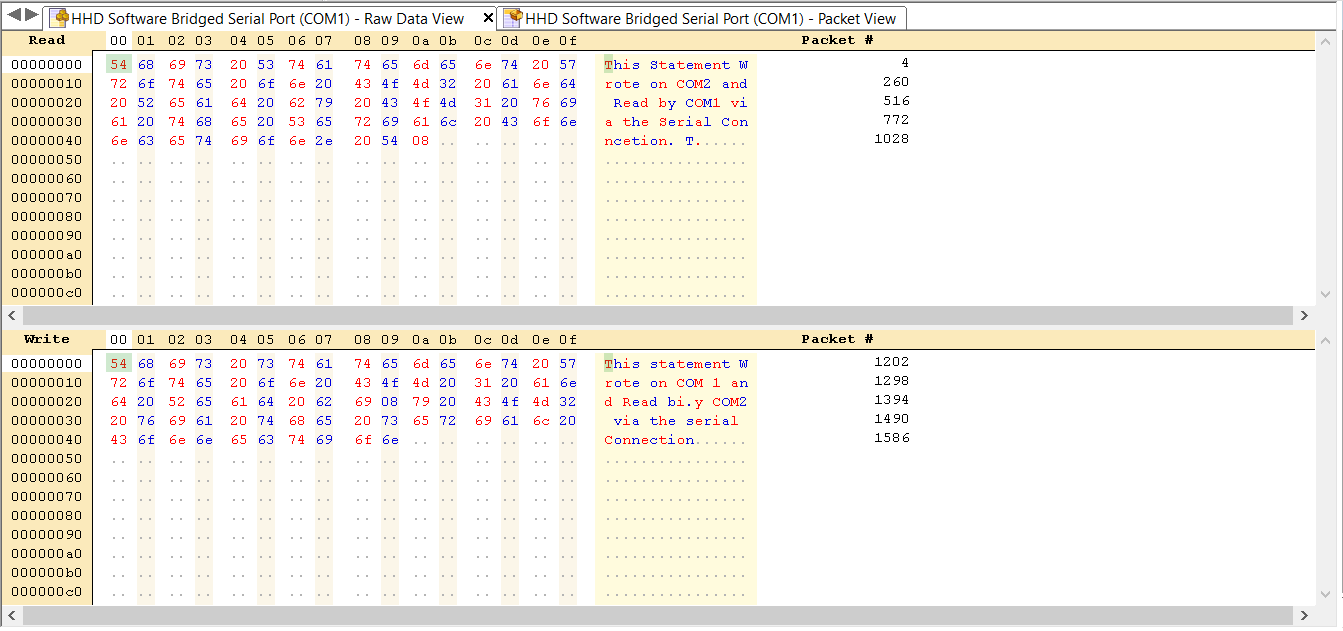 HHD Software Bridged Serial Port (COM1) - Raw Data View ✕ HHD Software Bridged Serial Port (COM1) - Packet View
Read 00 01 02 03 04 05 06 07 08 09 0a 0b 0c 0d 0e 0f Packet #
00000000 54 68 69 73 20 53 74 61 74 65 6d 65 6e 74 20 57 This Statement W 4
00000010 72 6f 74 65 20 6f 6e 20 43 4f 4d 32 20 61 6e 64 rote on COM2 and 260
00000020 20 52 65 61 64 20 62 79 20 43 4f 4d 31 20 76 69 Read by COM1 vi 516
00000030 61 20 74 68 65 20 53 65 72 69 61 6c 20 43 6f 6e a the Serial Con 772
00000040 6e 63 65 74 69 6f 6e 2e 20 54 08 .. .. .. .. .. ncetion. T...... 1028
00000050 .. .. .. .. .. .. .. .. .. .. .. .. .. .. .. .. ................
00000060 .. .. .. .. .. .. .. .. .. .. .. .. .. .. .. .. ................
00000070 .. .. .. .. .. .. .. .. .. .. .. .. .. .. .. .. ................
00000080 .. .. .. .. .. .. .. .. .. .. .. .. .. .. .. .. ................
00000090 .. .. .. .. .. .. .. .. .. .. .. .. .. .. .. .. ................
000000a0 .. .. .. .. .. .. .. .. .. .. .. .. .. .. .. .. ................
000000b0 .. .. .. .. .. .. .. .. .. .. .. .. .. .. .. .. ................
000000c0 .. .. .. .. .. .. .. .. .. .. .. .. .. .. .. .. ................
Write 00 01 02 03 04 05 06 07 08 09 0a 0b 0c 0d 0e 0f Packet #
00000000 54 68 69 73 20 73 74 61 74 65 6d 65 6e 74 20 57 This statement W 1202
00000010 72 6f 74 65 20 6f 6e 20 43 4f 4d 20 31 20 61 6e rote on COM 1 an 1298
00000020 64 20 52 65 61 64 20 62 69 08 79 20 43 4f 4d 32 d Read bi.y COM2 1394
00000030 20 76 69 61 20 74 68 65 20 73 65 72 69 61 6c 20 via the serial 1490
00000040 43 6f 6e 6e 65 63 74 69 6f 6e .. .. .. .. .. .. Connection...... 1586
00000050 .. .. .. .. .. .. .. .. .. .. .. .. .. .. .. .. ................
00000060 .. .. .. .. .. .. .. .. .. .. .. .. .. .. .. .. ................
00000070 .. .. .. .. .. .. .. .. .. .. .. .. .. .. .. .. ................
00000080 .. .. .. .. .. .. .. .. .. .. .. .. .. .. .. .. ................
00000090 .. .. .. .. .. .. .. .. .. .. .. .. .. .. .. .. ................
000000a0 .. .. .. .. .. .. .. .. .. .. .. .. .. .. .. .. ................
000000b0 .. .. .. .. .. .. .. .. .. .. .. .. .. .. .. .. ................
000000c0 .. .. .. .. .. .. .. .. .. .. .. .. .. .. .. .. ................